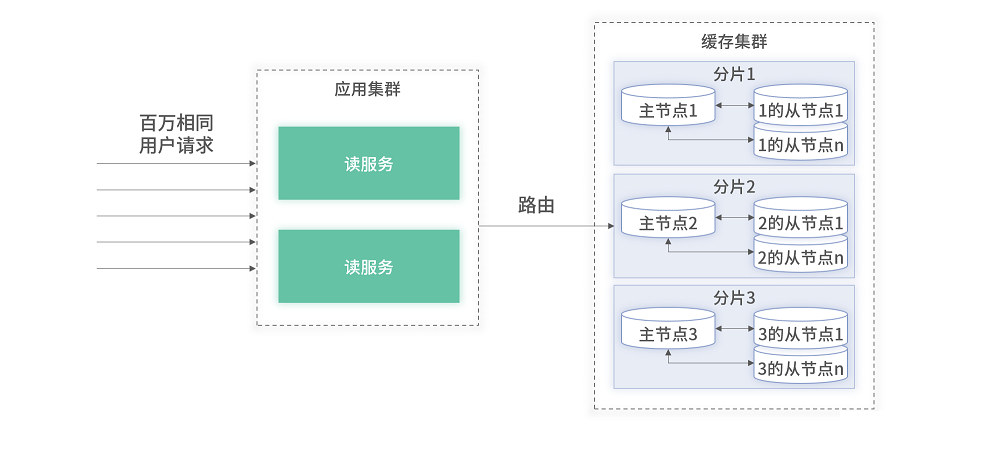 百万相同
用户请求
应用集群
读服务
读服务
路由
缓存集群
分片1
主节点1
1的从节点1
1的从节点n
分片2
主节点2
2的从节点1
2的从节点n
分片3
主节点3
3的从节点1
3的从节点n